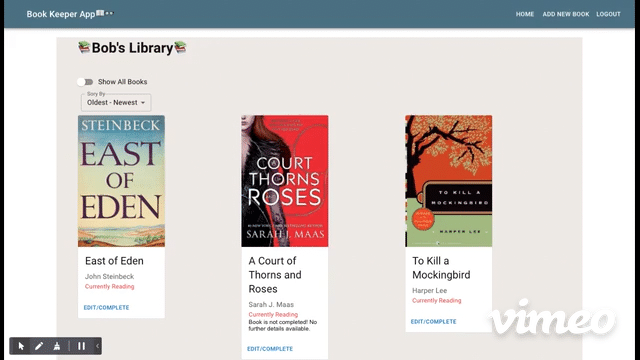 Book Keeper App
HOME
ADD NEW BOOK
LOGOUT
Bob's Library
Show All Books
Sory By
Oldest - Newest
STEINBECK
EAST
OF
EDEN
East of Eden
John Steinbeck
Currently Reading
EDIT/COMPLETE
COURT
THORNS
ROSES
SARAH J. MAAS
A Court of
Thorns and
Roses
Sarah J. Maas
Currently Reading
Book is not completed! No
further details available.
EDIT/COMPLETE
TO KILL A
MOCKINGBIRD
HARPER LEE
To Kill a
Mockingbird
Harper Lee
Currently Reading
EDIT/COMPLETE
vimeo